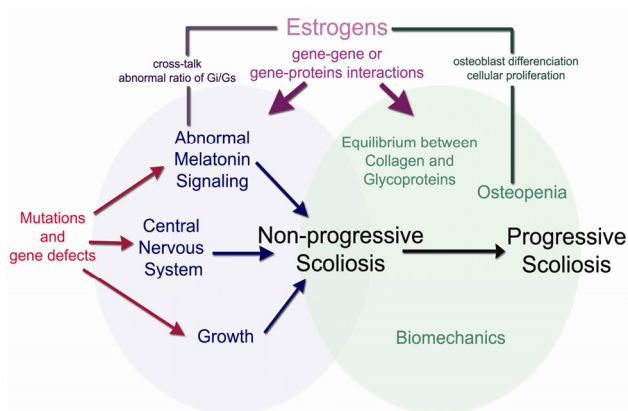 Estrogens
cross-talk
abnormal ratio of Gi/Gs
gene-gene or
gene-proteins interactions
osteoblast differenciation
cellular proliferation
Abnormal
Melatonin
Signaling
Equilibrium between
Collagen and
Glycoproteins
Osteopenia
Mutations
and
gene defects
Central
Nervous
System
Non-progressive
Scoliosis
Progressive
Scoliosis
Growth
Biomechanics